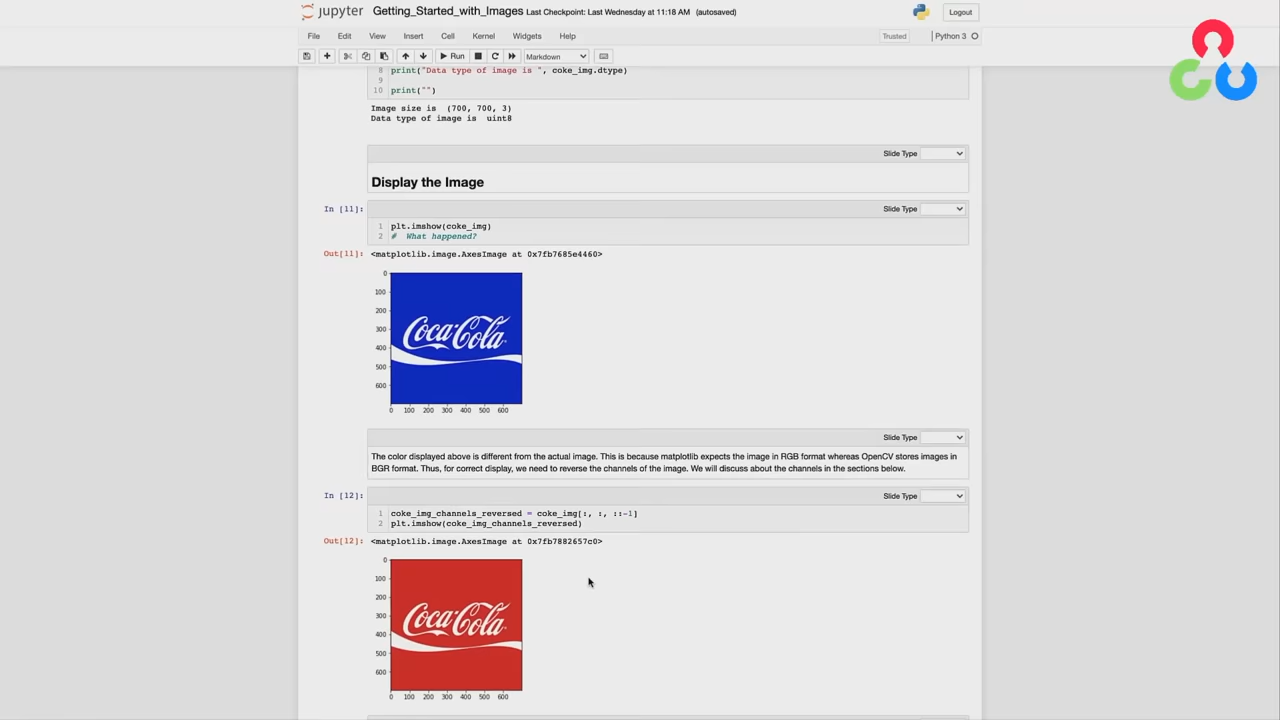 jupyter Getting_Started_with_Images Last Checkpoint: Last Wednesday at 11:18 AM (autosaved) Logout
File Edit View Insert Cell Kernel Widgets Help Trusted Python 3
Run Markdown
8 print("Data type of image is ", coke_img.dtype)
9
10 print("")
Image size is (700, 700, 3)
Data type of image is uint8
Slide Type
Display the Image
In [11]: Slide Type
1 plt.imshow(coke_img)
2 # What happened?
Out[11]: <matplotlib.image.AxesImage at 0x7fb7685e4460>
0
100
200
300
400
500
600
Coca-Cola
0 100 200 300 400 500 600
Slide Type
The color displayed above is different from the actual image. This is because matplotlib expects the image in RGB format whereas OpenCV stores images in
BGR format. Thus, for correct display, we need to reverse the channels of the image. We will discuss about the channels in the sections below.
In [12]: Slide Type
1 coke_img_channels_reversed = coke_img[:, :, ::-1]
2 plt.imshow(coke_img_channels_reversed)
Out[12]: <matplotlib.image.AxesImage at 0x7fb7882657c0>
0
100
200
300
400
500
600
Coca-Cola
0 100 200 300 400 500 600